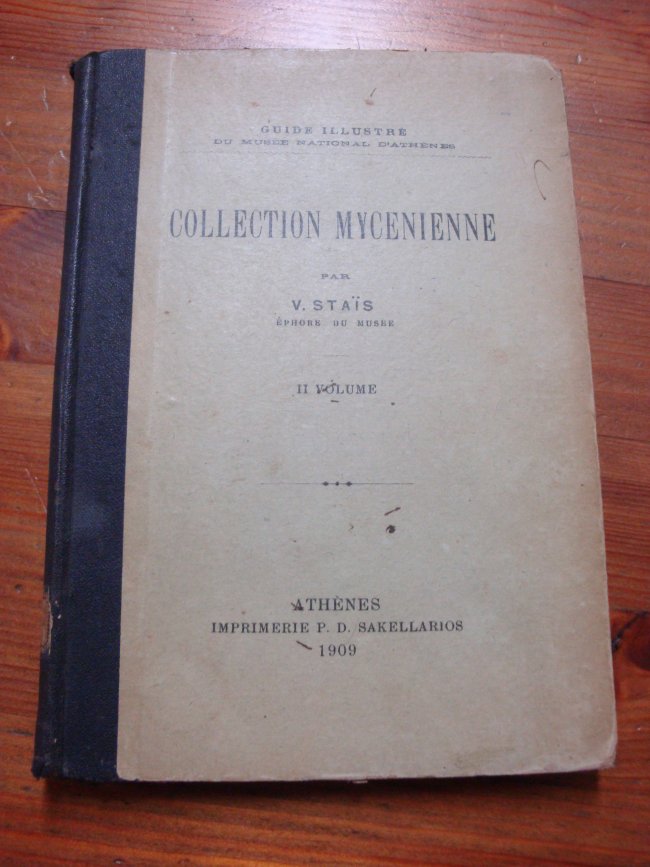 GUIDE ILLUSTRÉ
DU MUSÉE NATIONAL D'ATHÈNES
COLLECTION MYCENIENNE
PAR
V. STAÏS
ÉPHORE DU MUSÉE
II VOLUME
ATHÈNES
IMPRIMERIE P. D. SAKELLARIOS
1909